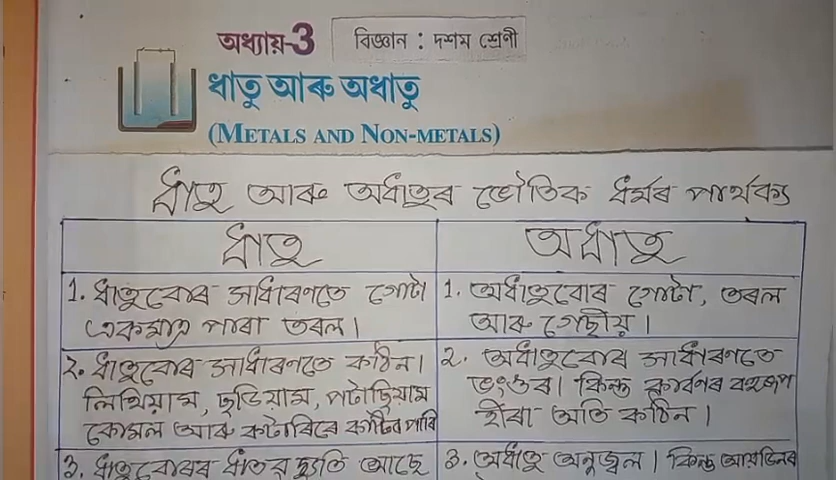 অধ্যায়-3
বিজ্ঞান : দশম শ্ৰেণী
ধাতু আৰু অধাতু
(METALS AND NON-METALS)
ধাতু আৰু অধাতুৰ ভৌতিক ধৰ্মৰ পাৰ্থক্য
ধাতু
1. ধাতুবোৰ সাধাৰণতে গোটা
একমাত্ৰ পাৰা তৰল।
২. ধাতুবোৰ সাধাৰণতে কঠিন।
লিথিয়াম, ছডিয়াম, পটাছিয়াম
কোমল আৰু কটাৰিৰে কাটিব পাৰি
3. ধাতুবোৰৰ ধাতৱ দ্যুতি আছে
অধাতু
1. অধাতুবোৰ গোটা, তৰল
আৰু গেছীয়।
২. অধাতুবোৰ সাধাৰণতে
ভংগুৰ। কিন্তু কাৰ্বনৰ বহুৰূপ
হীৰা অতি কঠিন।
3. অধাতু অনুজ্বল। কিন্তু আয়ডিনৰ